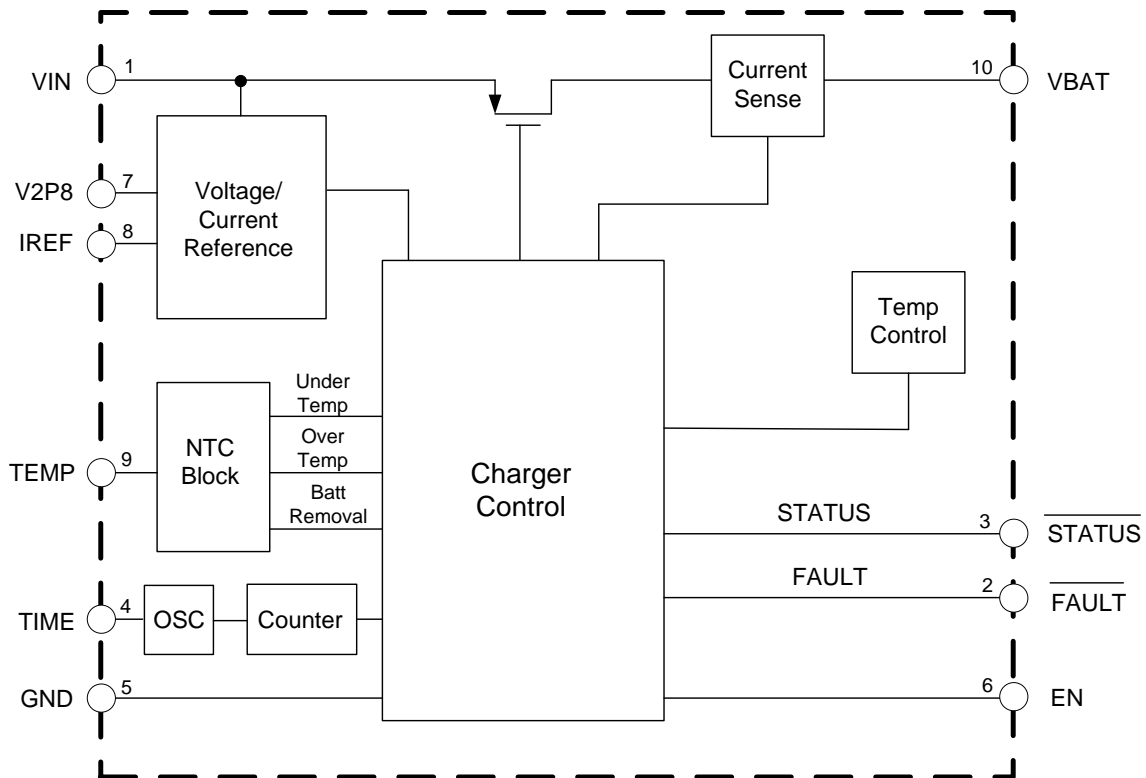 VIN
1
Current
Sense
10
VBAT
V2P8
7
IREF
8
Voltage/
Current
Reference
Temp
Control
TEMP
9
NTC
Block
Under
Temp
Over
Temp
Batt
Removal
Charger
Control
STATUS
3
STATUS
FAULT
2
FAULT
TIME
4
OSC
Counter
GND
5
6
EN